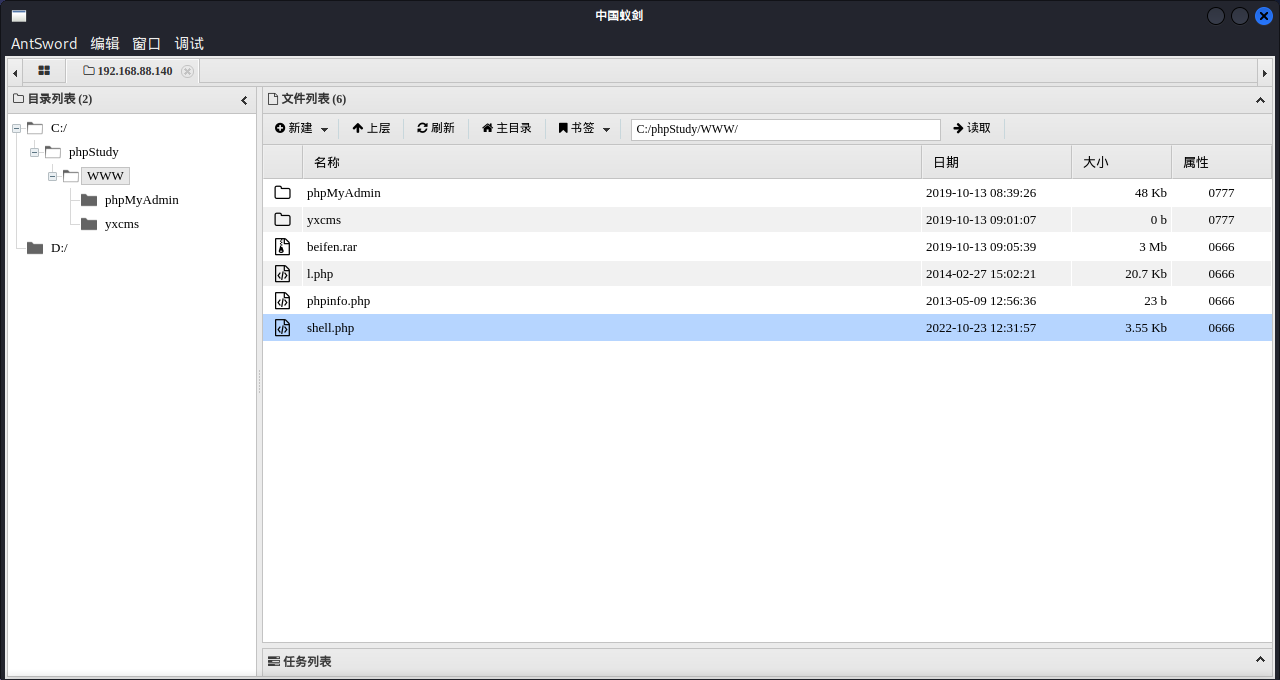 中国蚁剑
AntSword 编辑 窗口 调试
192.168.88.140
目录列表 (2)
C:/
phpStudy
WWW
phpMyAdmin
yxcms
D:/
文件列表 (6)
新建 上层 刷新 主目录 书签 C:/phpStudy/WWW/ 读取
名称 日期 大小 属性
phpMyAdmin 2019-10-13 08:39:26 48 Kb 0777
yxcms 2019-10-13 09:01:07 0 b 0777
beifen.rar 2019-10-13 09:05:39 3 Mb 0666
l.php 2014-02-27 15:02:21 20.7 Kb 0666
phpinfo.php 2013-05-09 12:56:36 23 b 0666
shell.php 2022-10-23 12:31:57 3.55 Kb 0666
任务列表